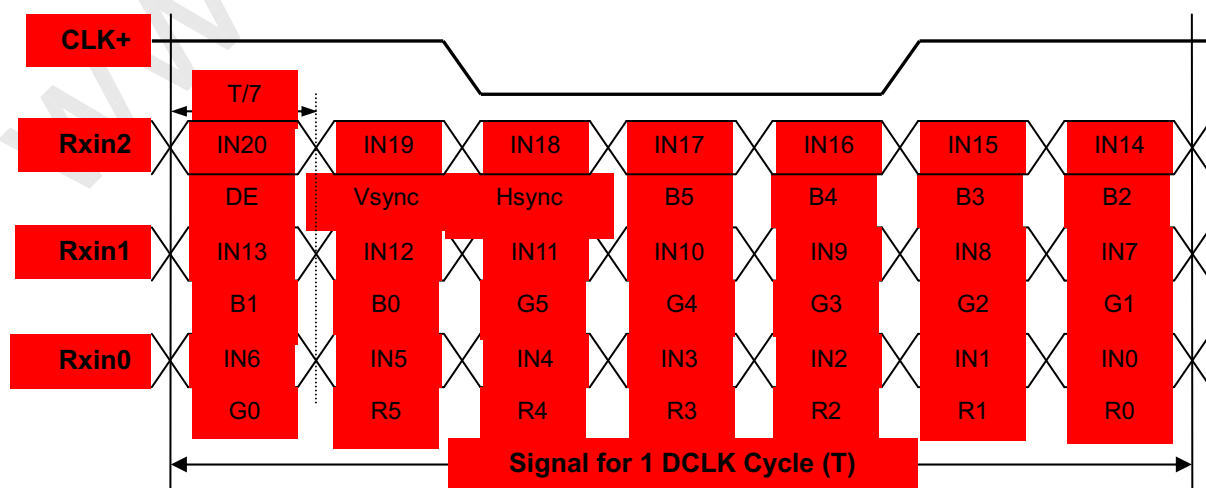 CLK+
T/7
Rxin2 IN20 IN19 IN18 IN17 IN16 IN15 IN14
DE Vsync Hsync B5 B4 B3 B2
Rxin1 IN13 IN12 IN11 IN10 IN9 IN8 IN7
B1 B0 G5 G4 G3 G2 G1
Rxin0 IN6 IN5 IN4 IN3 IN2 IN1 IN0
G0 R5 R4 R3 R2 R1 R0
Signal for 1 DCLK Cycle (T)